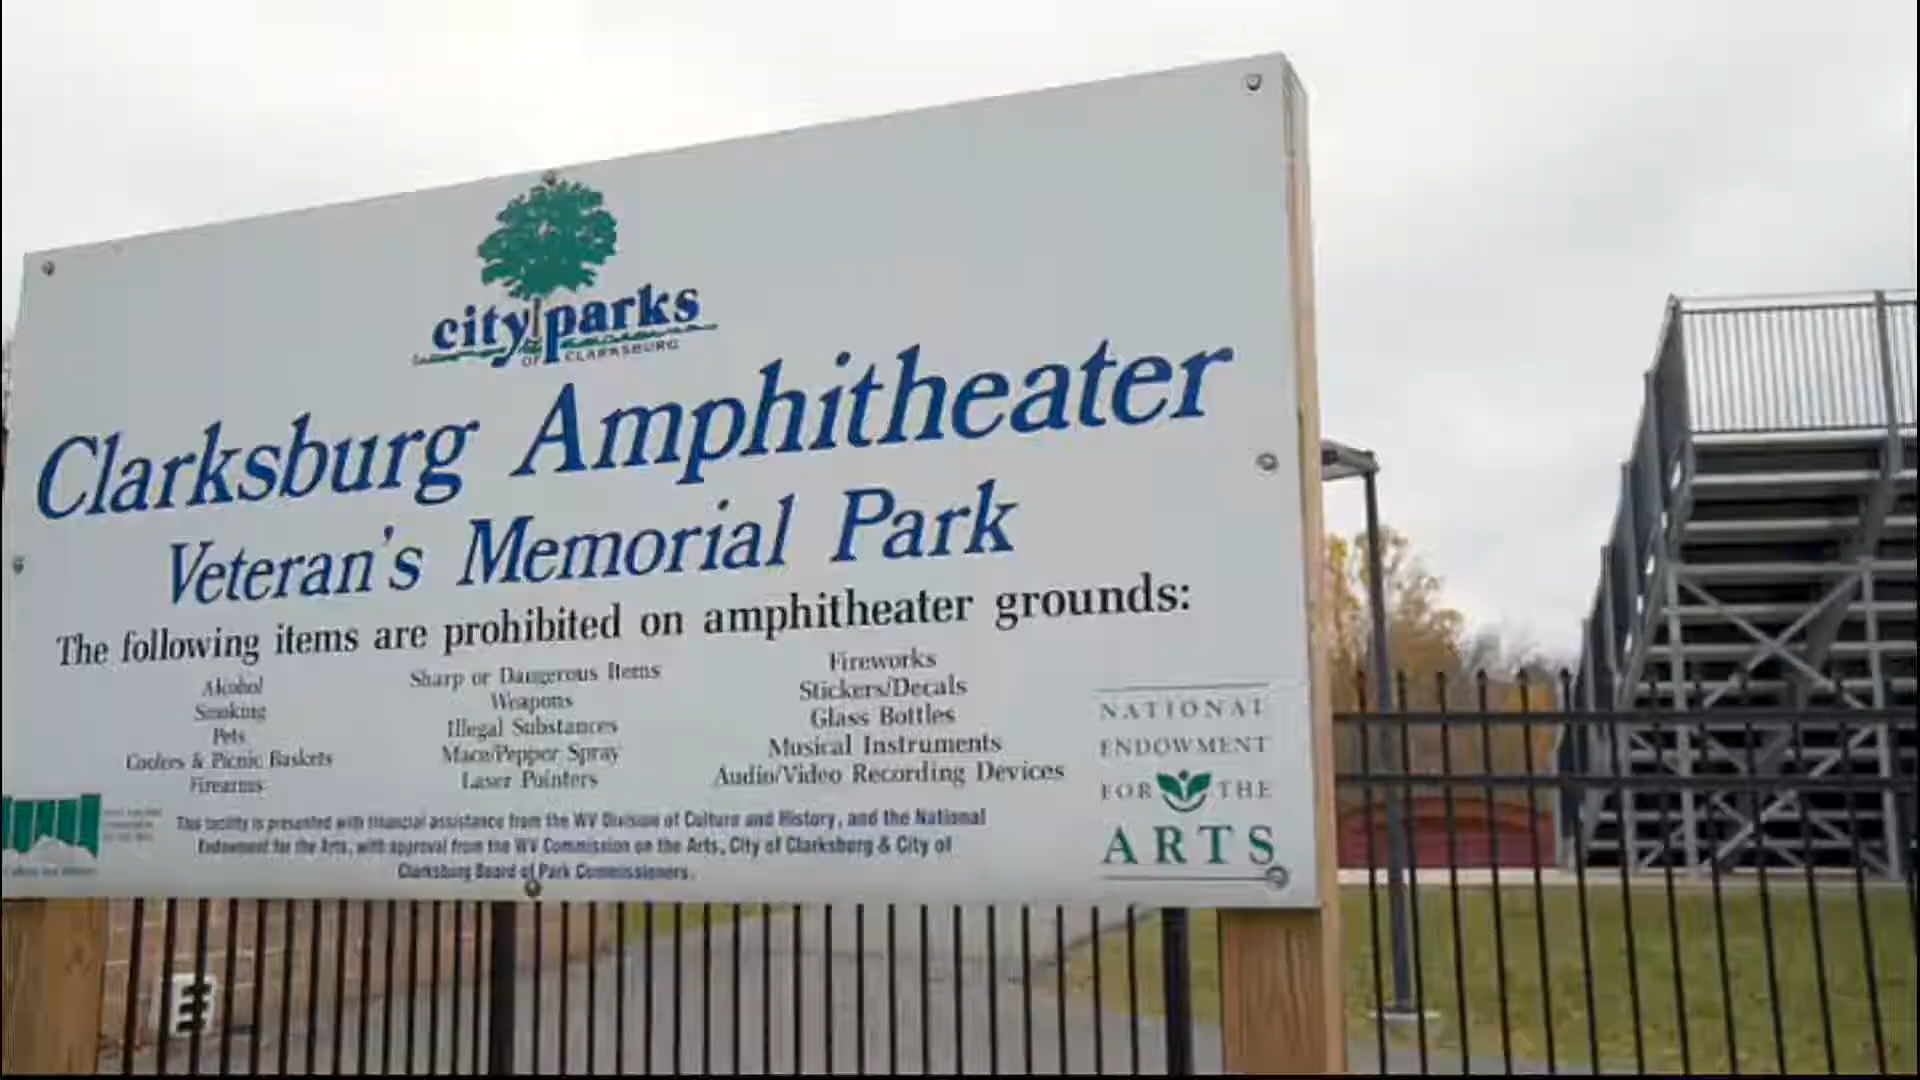 city parks
OF CLARKSBURG
Clarksburg Amphitheater
Veteran's Memorial Park
The following items are prohibited on amphitheater grounds:
Alcohol
Smoking
Pets
Coolers & Picnic Baskets
Firearms
Sharp or Dangerous Items
Weapons
Illegal Substances
Mace/Pepper Spray
Laser Pointers
Fireworks
Stickers/Decals
Glass Bottles
Musical Instruments
Audio/Video Recording Devices
This facility is presented with financial assistance from the WV Division of Culture and History, and the National
Endowment for the Arts, with approval from the WV Commission on the Arts, City of Clarksburg & City of
Clarksburg Board of Park Commissioners.
NATIONAL
ENDOWMENT
FOR THE
ARTS